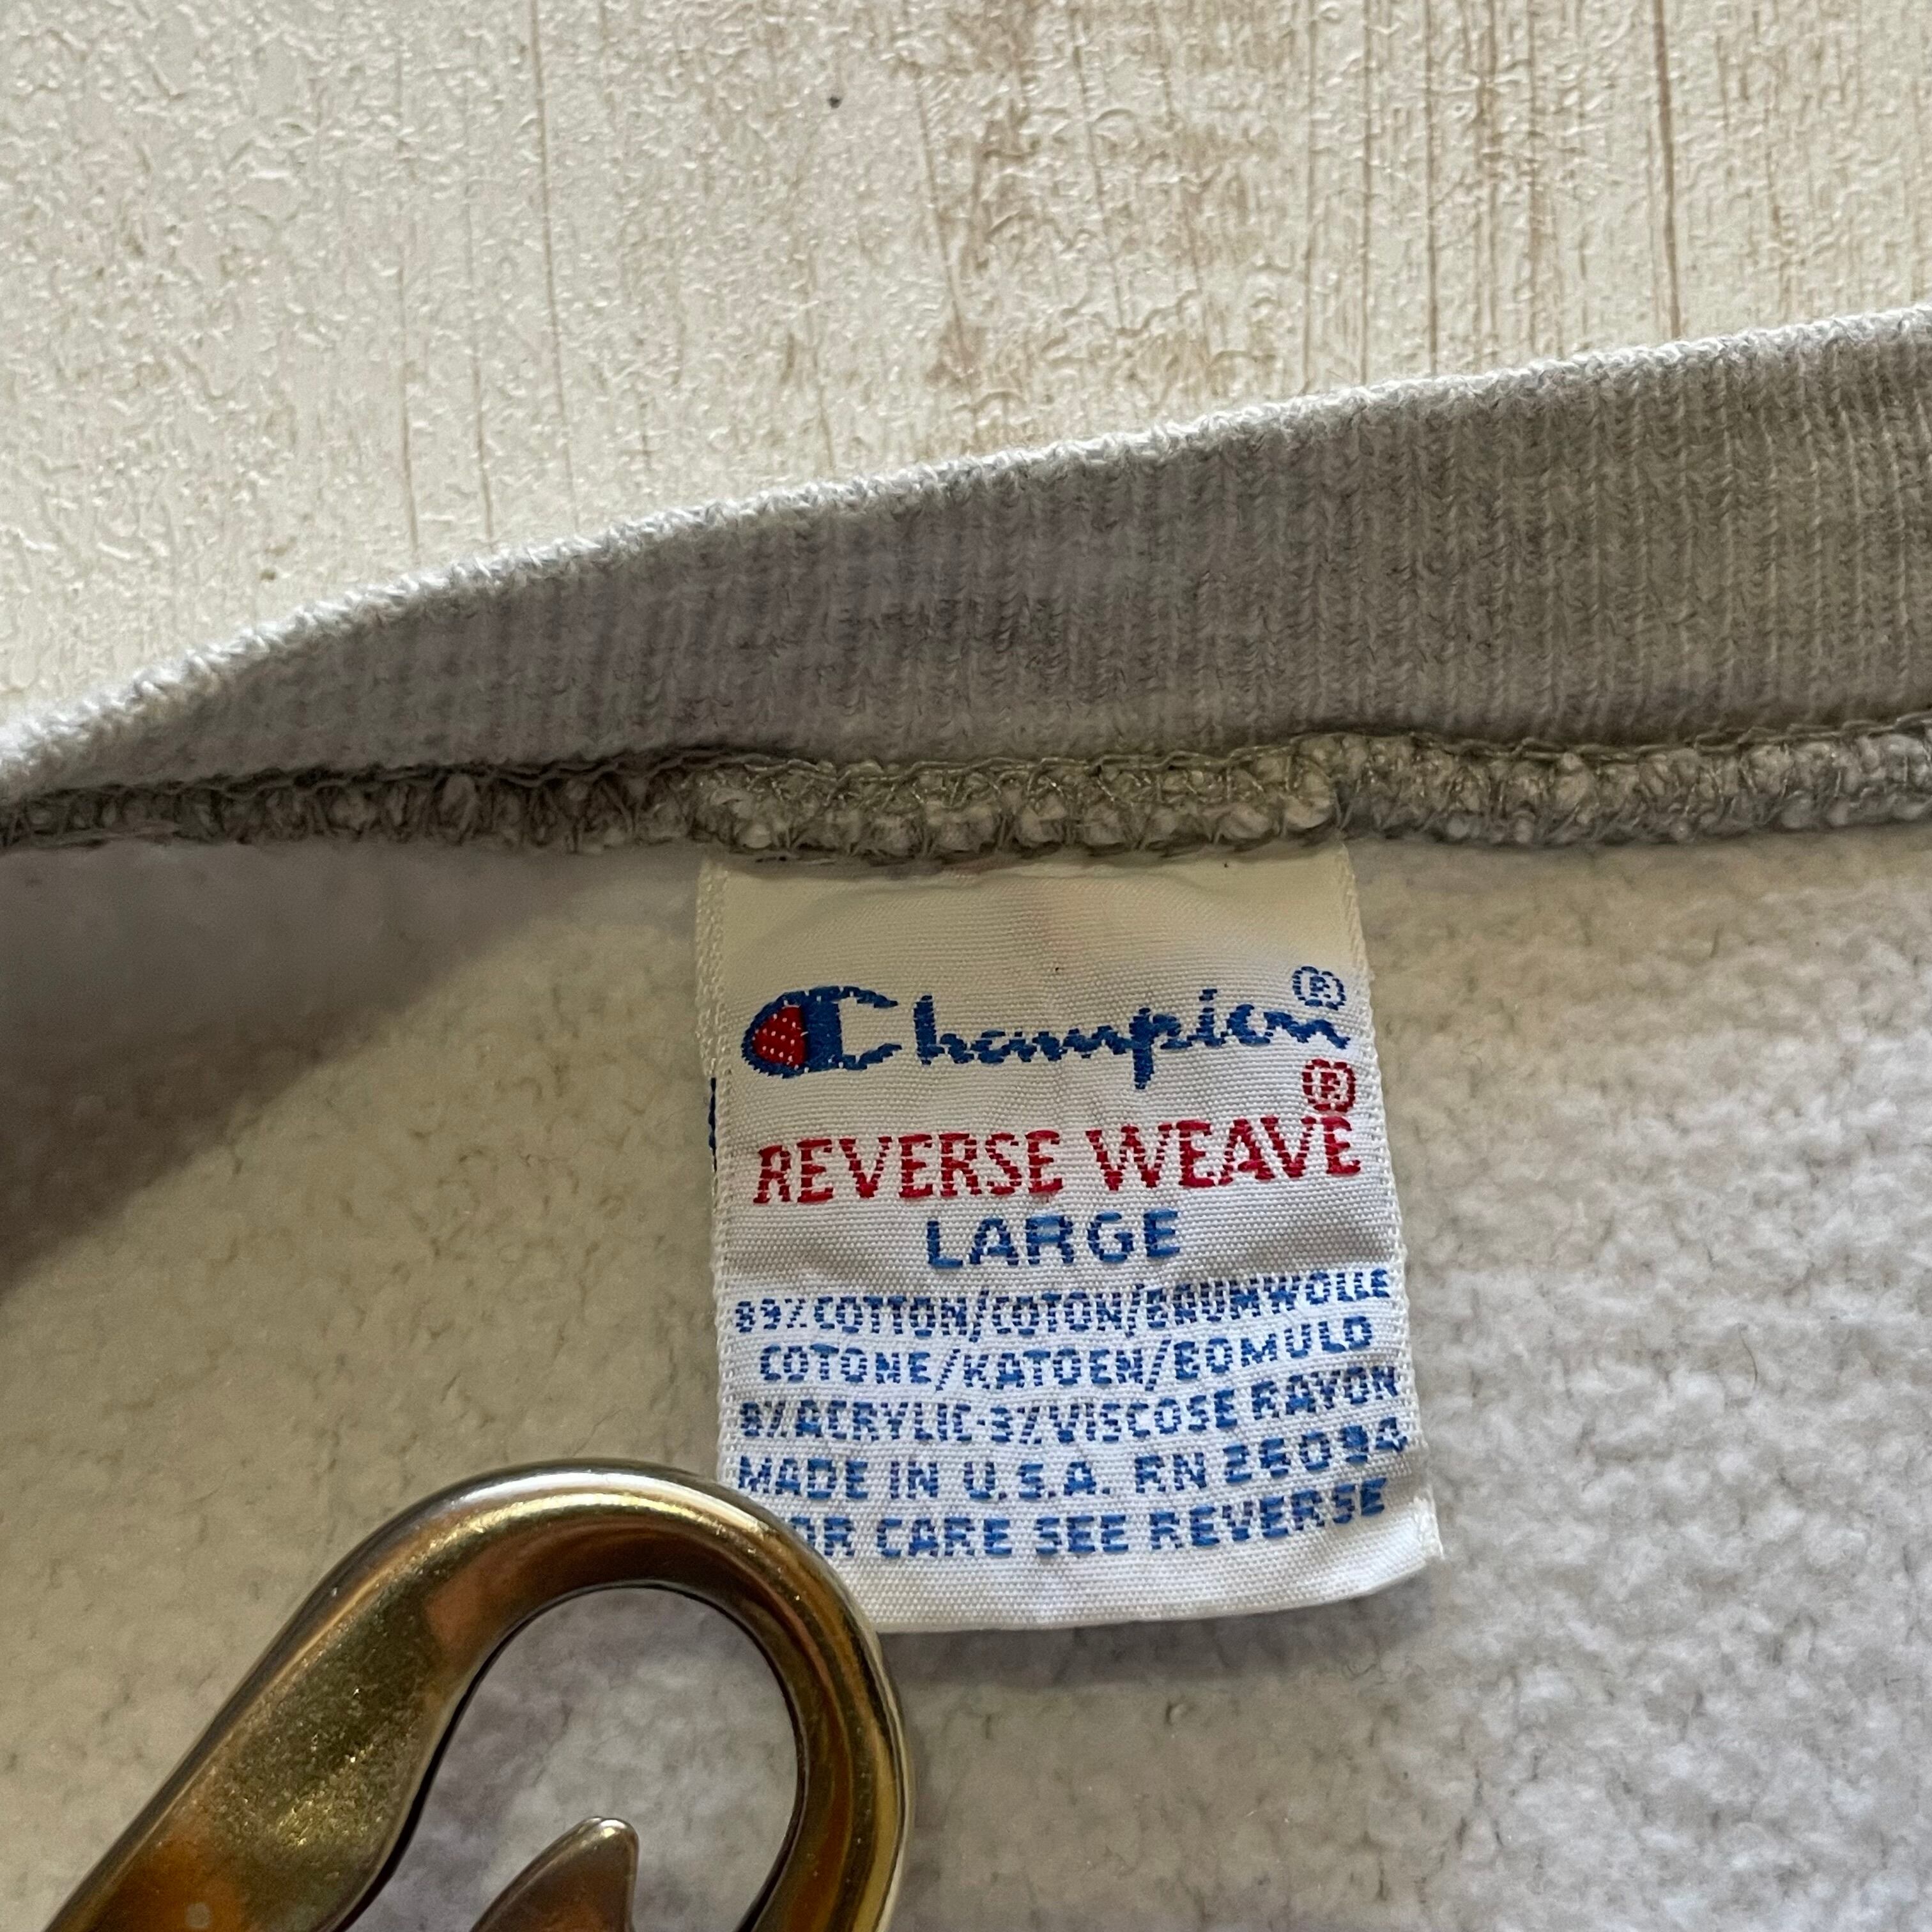 Champion®
REVERSE WEAVE®
LARGE
89% COTTON/COTON/BAUMWOLLE
COTONE/KATOEN/BOMULD
8% ACRYLIC-3% VISCOSE RAYON
MADE IN U.S.A. RN 26094
OR CARE SEE REVERSE